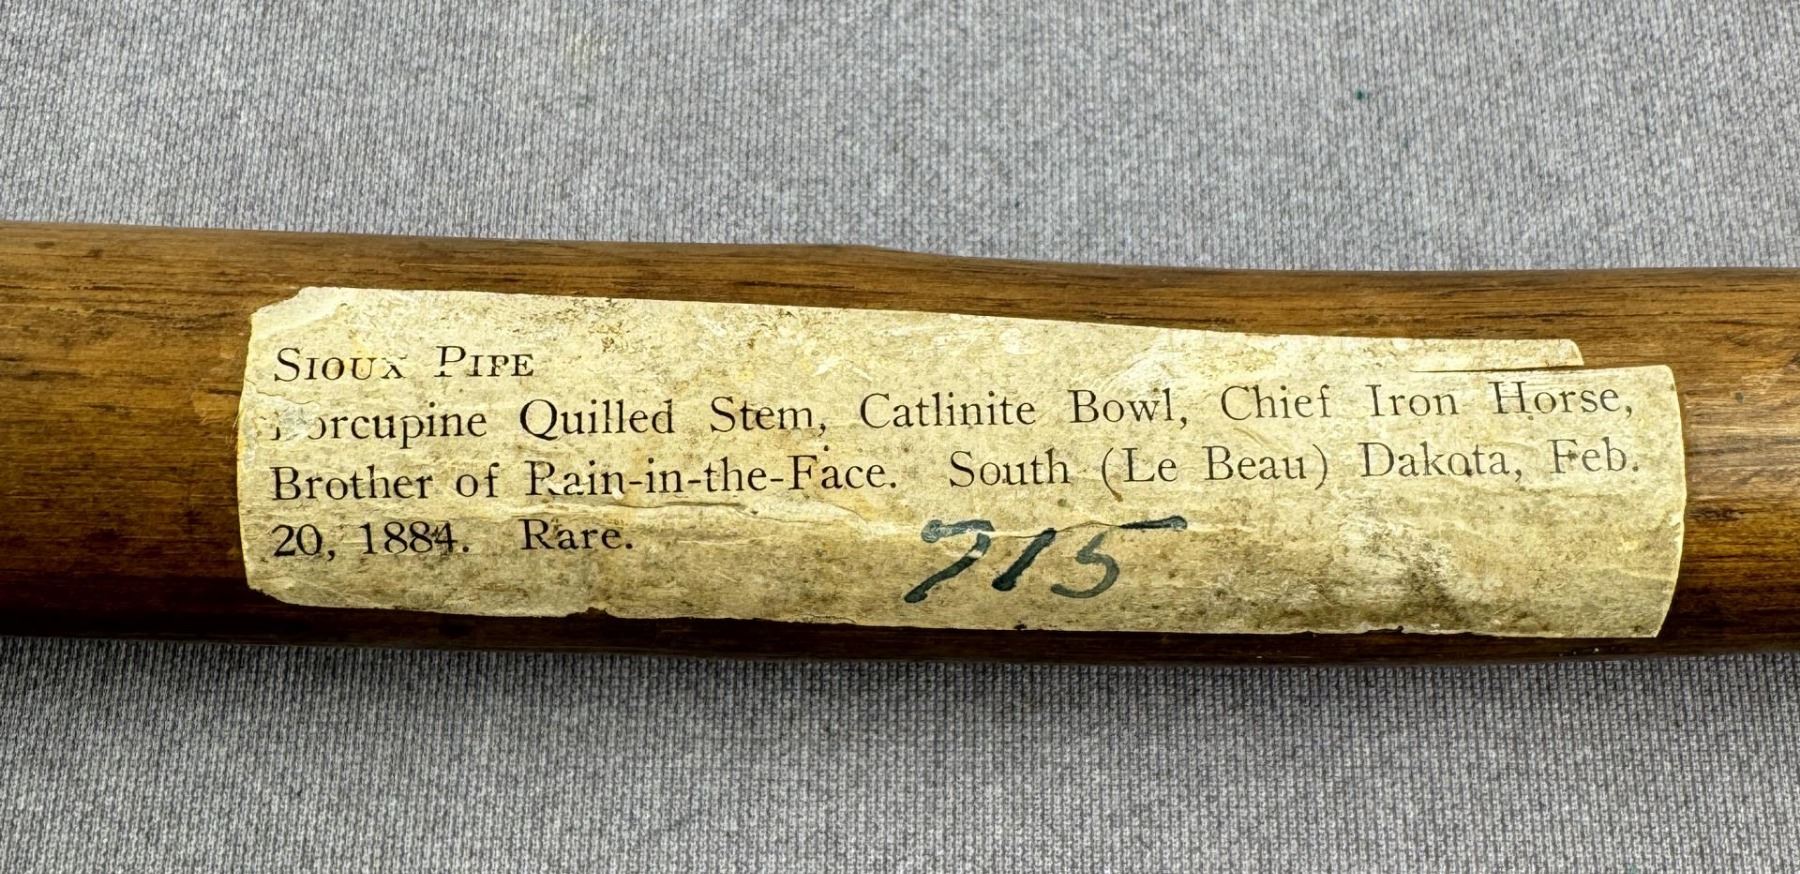 SIOUX PIPE
Porcupine Quilled Stem, Catlinite Bowl, Chief Iron Horse,
Brother of Rain-in-the-Face. South (Le Beau) Dakota, Feb.
20, 1884. Rare.
715